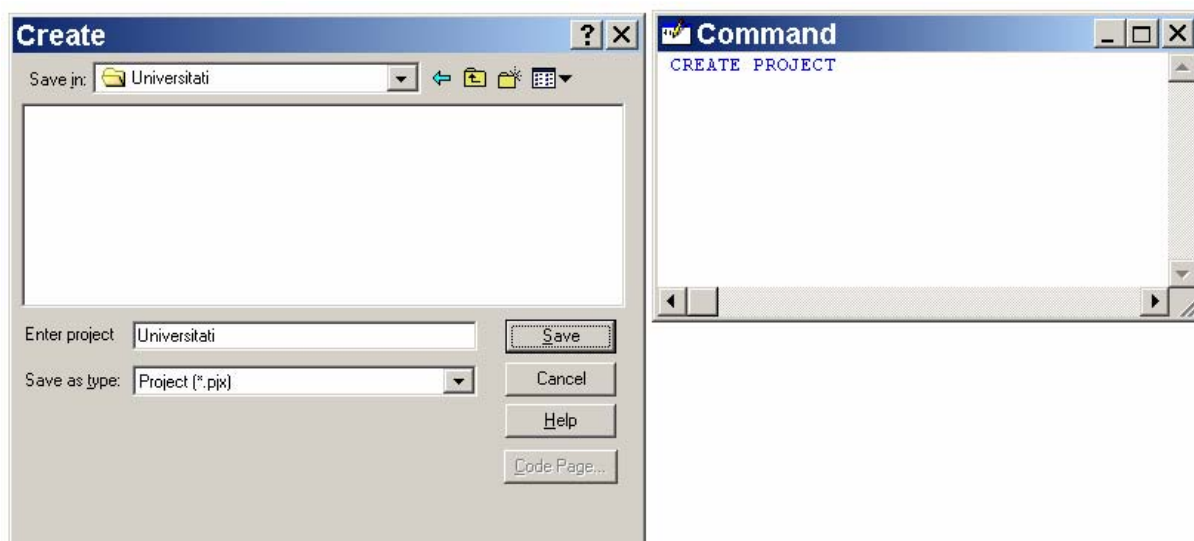 Create
Save in: Universitati
Enter project Universitati
Save
Save as type: Project (*.pjx)
Cancel
Help
Code Page...
Command
CREATE PROJECT